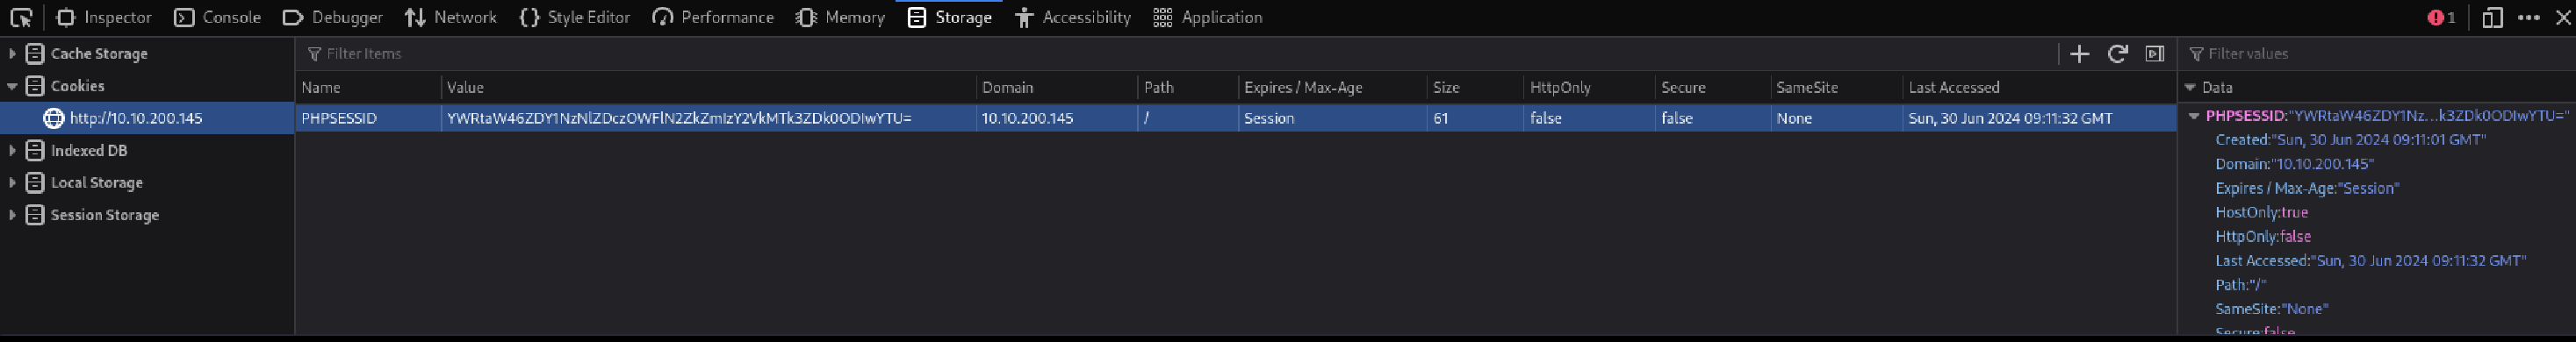 Inspector Console Debugger Network Style Editor Performance Memory Storage Accessibility Application 1
Cache Storage Filter Items Filter values
Cookies Name Value Domain Path Expires / Max-Age Size HttpOnly Secure SameSite Last Accessed Data
http://10.10.200.145 PHPSESSID YWRtaW46ZDY1NzNlZDczOWFlN2ZkZmIzY2VkMTk3ZDk0ODIwYTU= 10.10.200.145 / Session 61 false false None Sun, 30 Jun 2024 09:11:32 GMT PHPSESSID:"YWRtaW46ZDY1Nz...k3ZDk0ODIwYTU="
Created:"Sun, 30 Jun 2024 09:11:01 GMT"
Indexed DB
Domain:"10.10.200.145"
Local Storage Expires / Max-Age:"Session"
Session Storage HostOnly:true
HttpOnly:false
Last Accessed:"Sun, 30 Jun 2024 09:11:32 GMT"
Path:"/"
SameSite:"None"
Secure:false